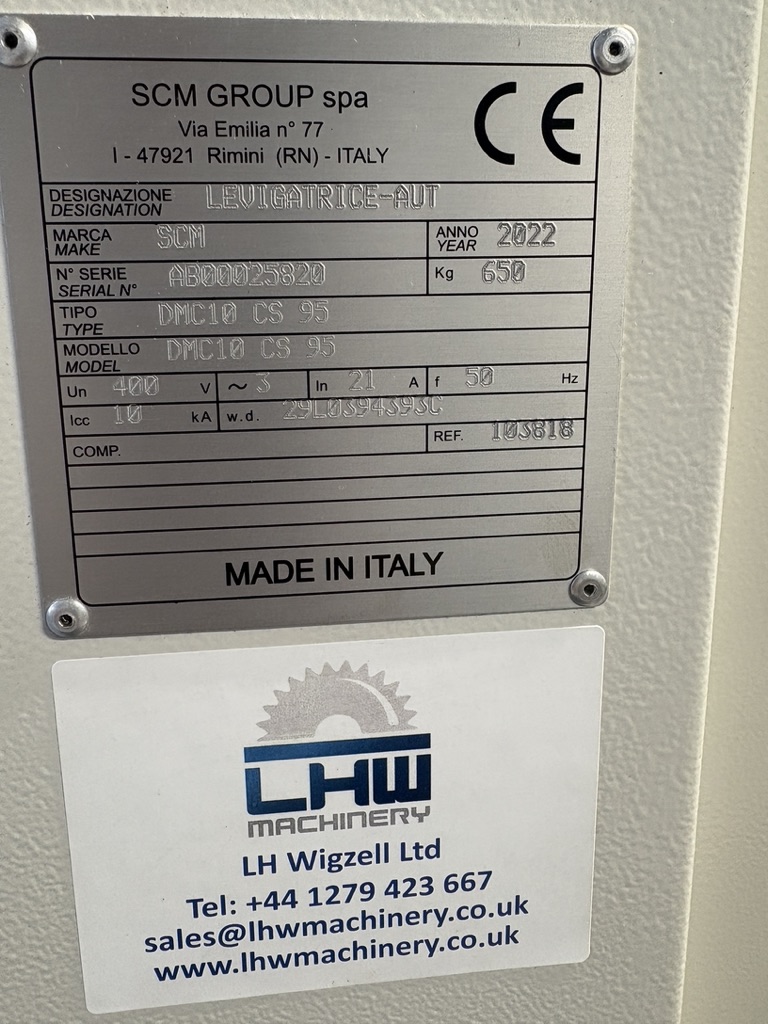 SCM GROUP spa
Via Emilia n° 77
I - 47921 Rimini (RN) - ITALY
CE
DESIGNAZIONE
DESIGNATION
LEVIGATRICE-AUT
MARCA
MAKE
SCM
ANNO
YEAR
2022
N° SERIE
SERIAL N°
AB00025820
Kg 650
TIPO
TYPE
DMC10 CS 95
MODELLO
MODEL
DMC10 CS 95
Un 400 V ~ 3 In 21 A f 50 Hz
Icc 10 kA w.d. 29L0394393C
COMP.
REF. 103818
MADE IN ITALY
LHW
MACHINERY
LH Wigzell Ltd
Tel: +44 1279 423 667
sales@lhwmachinery.co.uk
www.lhwmachinery.co.uk